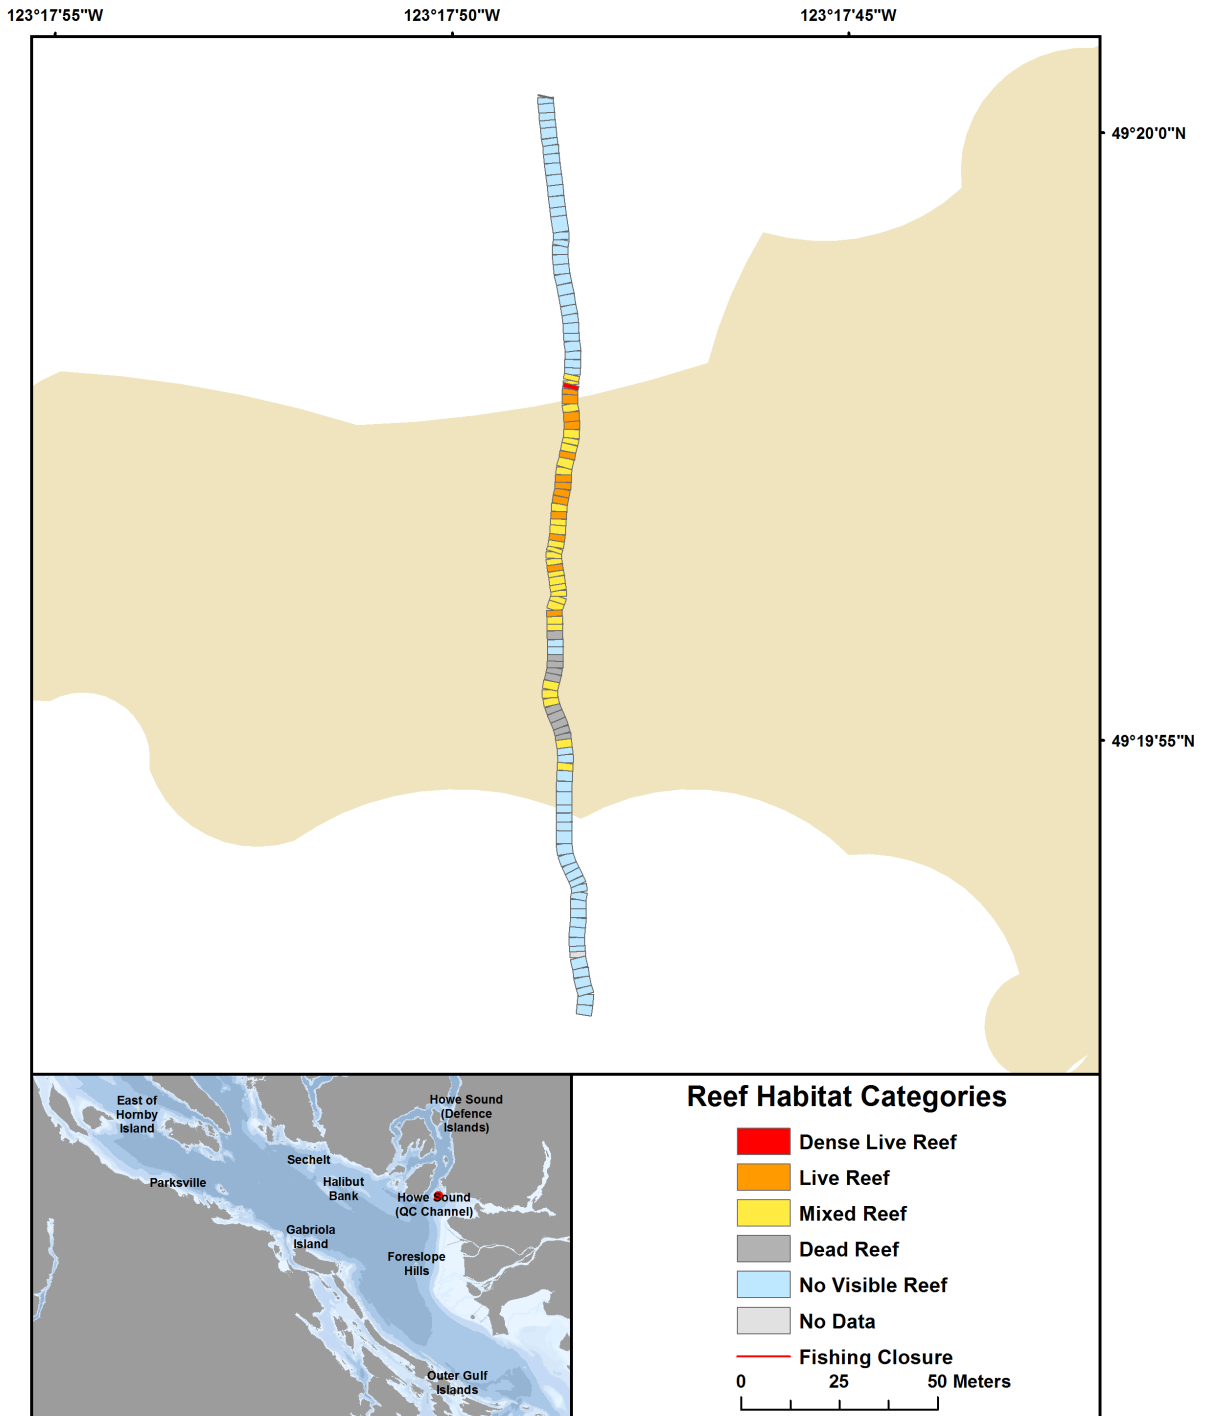 123°17'55"W
123°17'50"W
123°17'45"W
49°20'0"N
49°19'55"N
East of
Hornby
Island
Howe Sound
(Defence
Islands)
Sechelt
Parksville
Halibut
Bank
Howe Sound
(QC Channel)
Gabriola
Island
Foreslope
Hills
Outer Gulf
Islands
Reef Habitat Categories
Dense Live Reef
Live Reef
Mixed Reef
Dead Reef
No Visible Reef
No Data
Fishing Closure
0 25 50 Meters